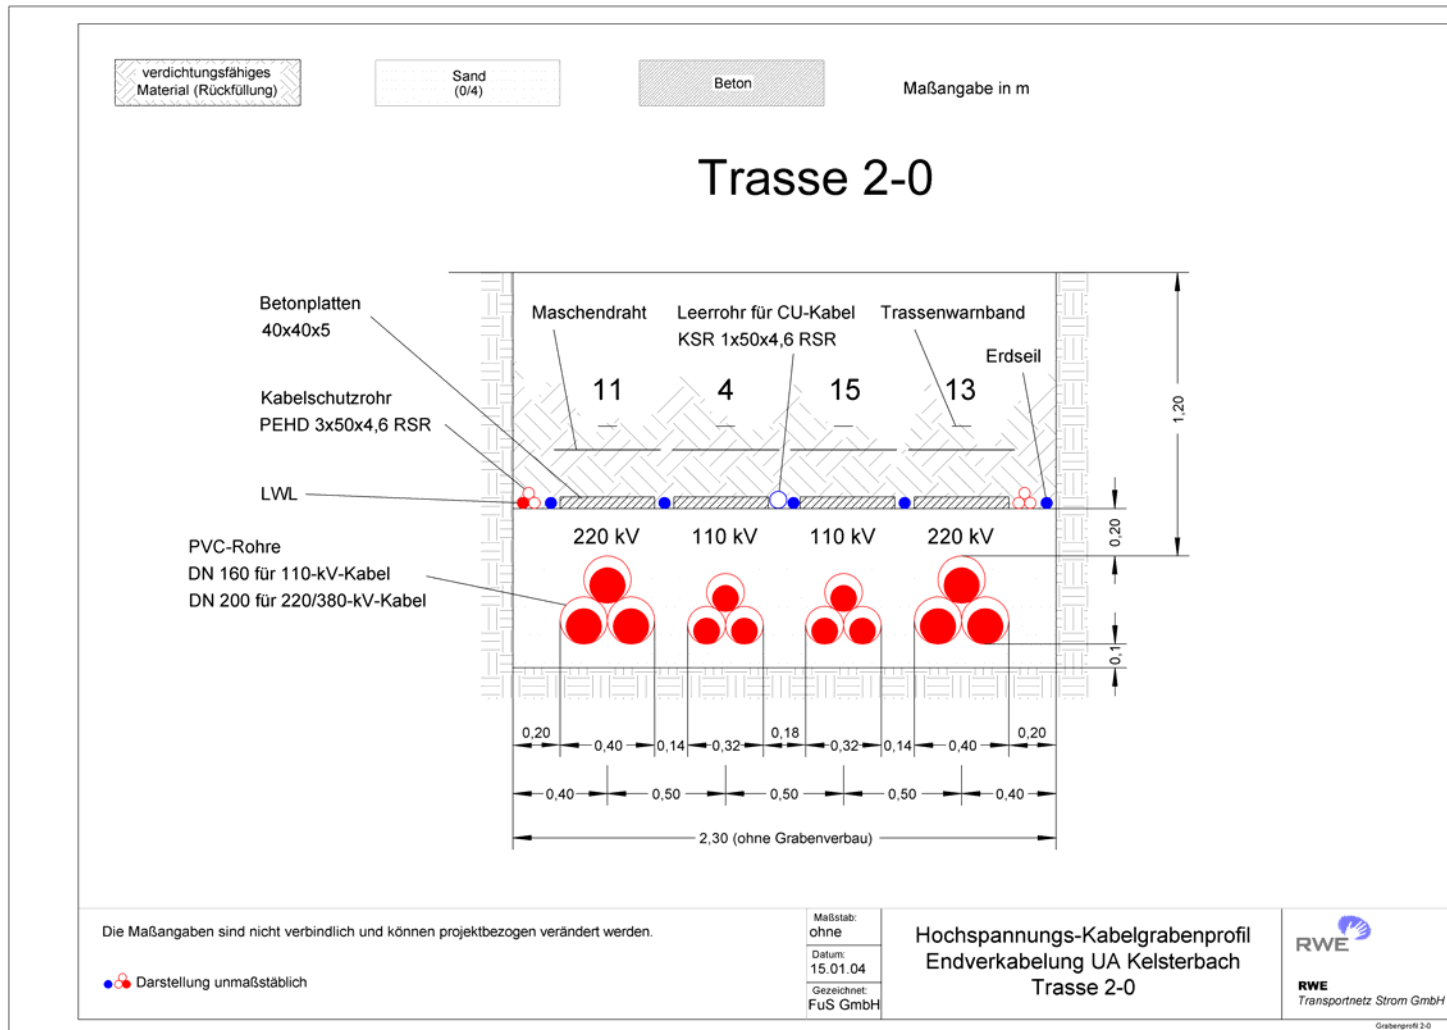 verdichtungsfähiges
Material (Rückfüllung)
Sand
(0/4)
Beton
Maßangabe in m
Trasse 2-0
Betonplatten
40x40x5
Maschendraht
Leerrohr für CU-Kabel
KSR 1x50x4,6 RSR
Trassenwarnband
Erdseil
Kabelschutzrohr
PEHD 3x50x4,6 RSR
11
4
15
13
1,20
LWL
220 kV
110 kV
110 kV
220 kV
0,20
PVC-Rohre
DN 160 für 110-kV-Kabel
DN 200 für 220/380-kV-Kabel
0,1
0,20
0,40
0,14
0,32
0,18
0,32
0,14
0,40
0,20
0,40
0,50
0,50
0,50
0,40
2,30 (ohne Grabenverbau)
Die Maßangaben sind nicht verbindlich und können projektbezogen verändert werden.
Darstellung unmaßstäblich
Maßstab:
ohne
Datum:
15.01.04
Gezeichnet:
FuS GmbH
Hochspannungs-Kabelgrabenprofil
Endverkabelung UA Kelsterbach
Trasse 2-0
RWE
RWE
Transportnetz Strom GmbH
Grabenprofil 2-0